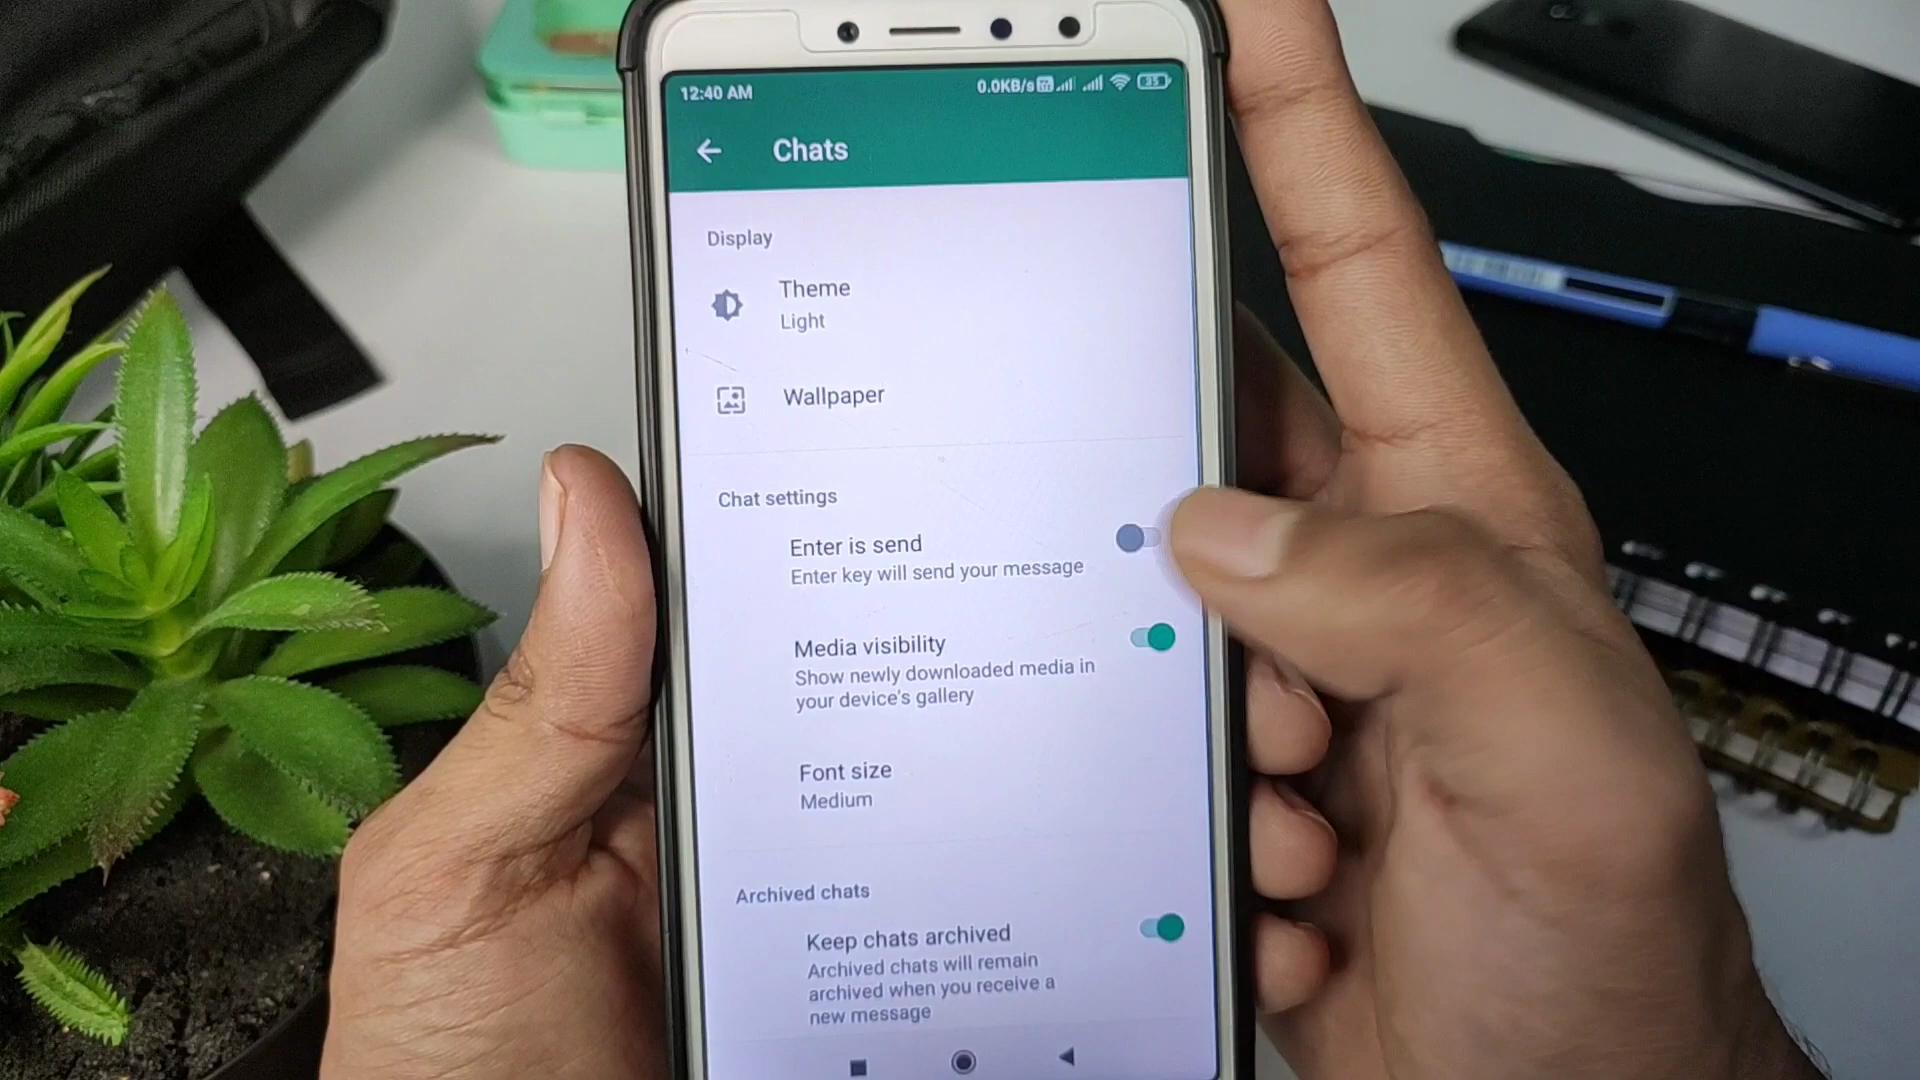 12:40 AM
0.0KB/s
35
Chats
Display
Theme
Light
Wallpaper
Chat settings
Enter is send
Enter key will send your message
Media visibility
Show newly downloaded media in
your device's gallery
Font size
Medium
Archived chats
Keep chats archived
Archived chats will remain
archived when you receive a
new message